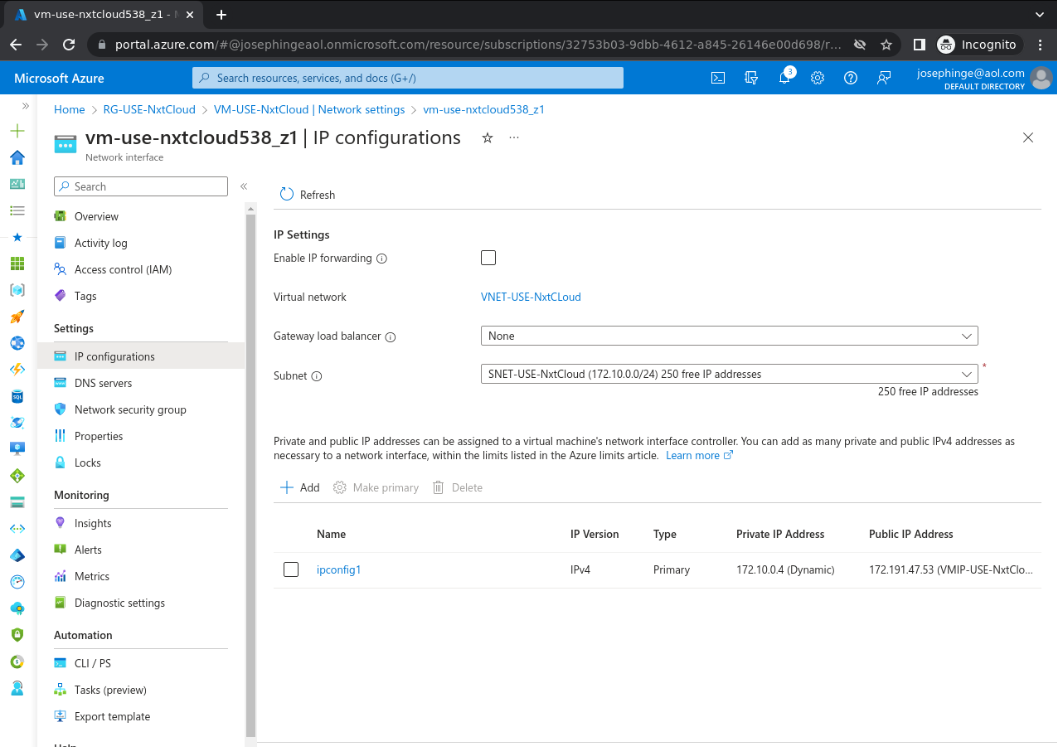 vm-use-nxtcloud538_z1 -
portal.azure.com/#@josephingeaol.onmicrosoft.com/resource/subscriptions/32753b03-9dbb-4612-a845-26146e00d698/r...
Incognito
Microsoft Azure
Search resources, services, and docs (G+/)
3
josephinge@aol.com
DEFAULT DIRECTORY
Home > RG-USE-NxtCloud > VM-USE-NxtCloud | Network settings > vm-use-nxtcloud538_z1
vm-use-nxtcloud538_z1 | IP configurations
Network interface
Search
Overview
Activity log
Access control (IAM)
Tags
Settings
IP configurations
DNS servers
Network security group
Properties
Locks
Monitoring
Insights
Alerts
Metrics
Diagnostic settings
Automation
CLI / PS
Tasks (preview)
Export template
Refresh
IP Settings
Enable IP forwarding
Virtual network
VNET-USE-NxtCLoud
Gateway load balancer
None
Subnet
SNET-USE-NxtCloud (172.10.0.0/24) 250 free IP addresses
*
250 free IP addresses
Private and public IP addresses can be assigned to a virtual machine's network interface controller. You can add as many private and public IPv4 addresses as
necessary to a network interface, within the limits listed in the Azure limits article. Learn more
Add Make primary Delete
Name IP Version Type Private IP Address Public IP Address
ipconfig1 IPv4 Primary 172.10.0.4 (Dynamic) 172.191.47.53 (VMIP-USE-NxtClo...